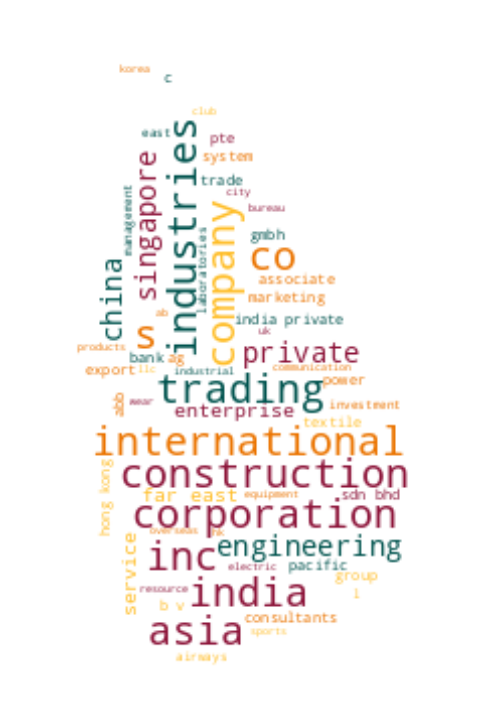 korea
c
club
east
pte
industries
singapore
system
trade
management
city
bureau
company
laboratories
gmbh
co
china
associate
marketing
ab
india private
s
uk
products
private
bank
ag
export
llc
industrial
communication
power
trading
abb
wear
enterprise
investment
textile
international
construction
hong kong
far east
equipment
sdn bhd
corporation
overseas
hk
service
inc
engineering
electric
pacific
group
resource
india
l
b v
consultants
asia
sports
airways